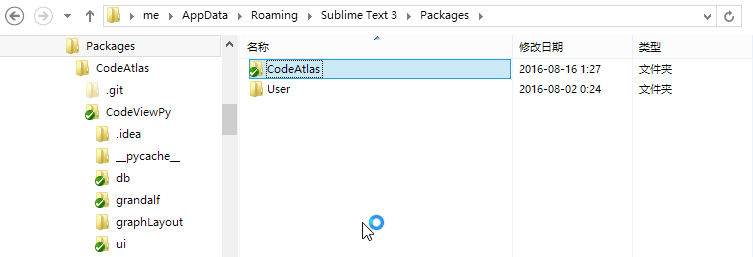 me ▸ AppData ▸ Roaming ▸ Sublime Text 3 ▸ Packages ▸
Packages
CodeAtlas
.git
CodeViewPy
.idea
__pycache__
db
grandalf
graphLayout
ui
名称 修改日期 类型
CodeAtlas 2016-08-16 1:27 文件夹
User 2016-08-02 0:24 文件夹